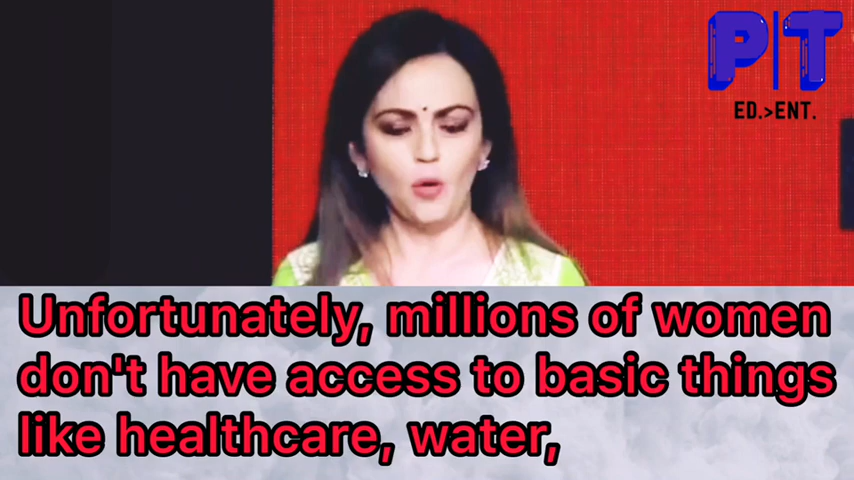 P|T
ED.>ENT.
Unfortunately, millions of women
don't have access to basic things
like healthcare, water,